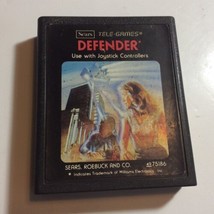 Sears TELE-GAMES®
DEFENDER*
Use with Joystick Controllers
SEARS, ROEBUCK AND CO.
* Indicates Trademark of Williams Electronics, Inc.